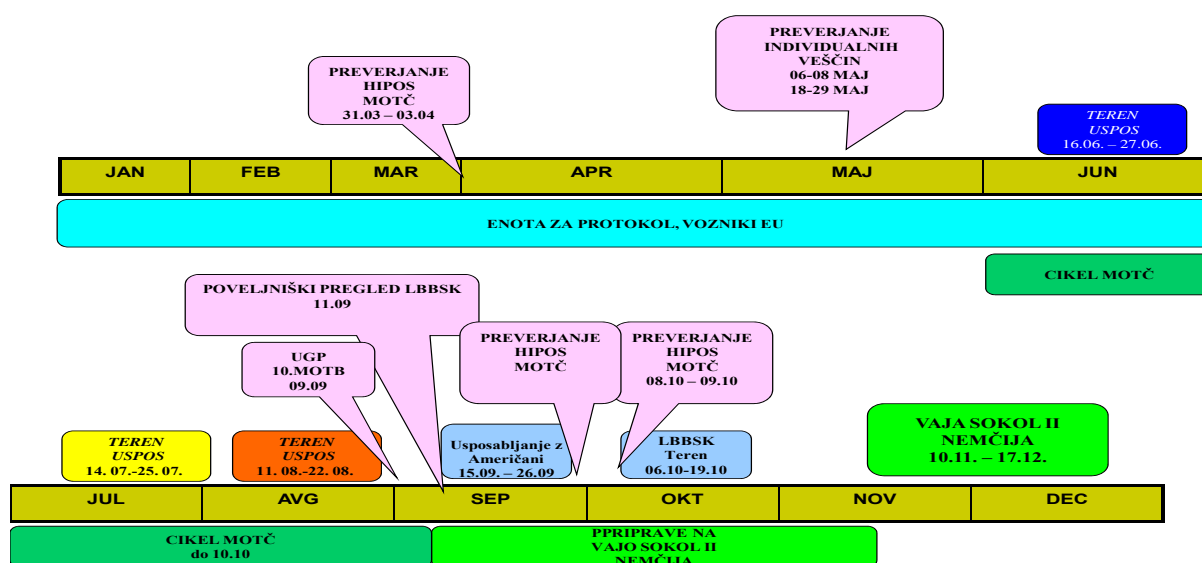 PREVERJANJE
INDIVIDUALNIH
VEŠČIN
06-08 MAJ
18-29 MAJ
PREVERJANJE
HIPOS
MOTČ
31.03 – 03.04
TEREN
USPOS
16.06. – 27.06.
JAN FEB MAR APR MAJ JUN
ENOTA ZA PROTOKOL, VOZNIKI EU
CIKEL MOTČ
POVELJNIŠKI PREGLED LBBSK
11.09
UGP
10.MOTB
09.09
PREVERJANJE
HIPOS
MOTČ
PREVERJANJE
HIPOS
MOTČ
08.10 – 09.10
TEREN
USPOS
14. 07.-25. 07.
TEREN
USPOS
11. 08.-22. 08.
Usposabljanje z
Američani
15.09. – 26.09
LBBSK
Teren
06.10-19.10
VAJA SOKOL II
NEMČIJA
10.11. – 17.12.
JUL AVG SEP OKT NOV DEC
CIKEL MOTČ
do 10.10
PPRIPRAVE NA
VAJO SOKOL II
NEMČIJA